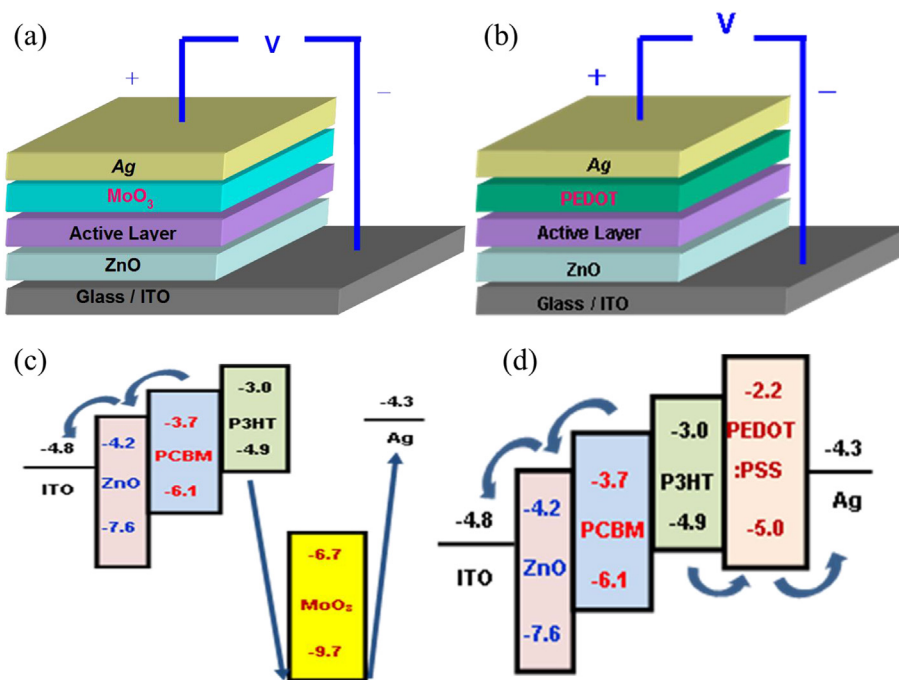 (a)
V
+
–
Ag
MoO3
Active Layer
ZnO
Glass / ITO
(b)
V
+
–
Ag
PEDOT
Active Layer
ZnO
Glass / ITO
(c)
-4.8
ITO
-4.2
ZnO
-7.6
-3.7
PCBM
-6.1
-3.0
P3HT
-4.9
-6.7
MoO3
-9.7
-4.3
Ag
(d)
-4.8
ITO
-4.2
ZnO
-7.6
-3.7
PCBM
-6.1
-3.0
P3HT
-4.9
-2.2
PEDOT
:PSS
-5.0
-4.3
Ag